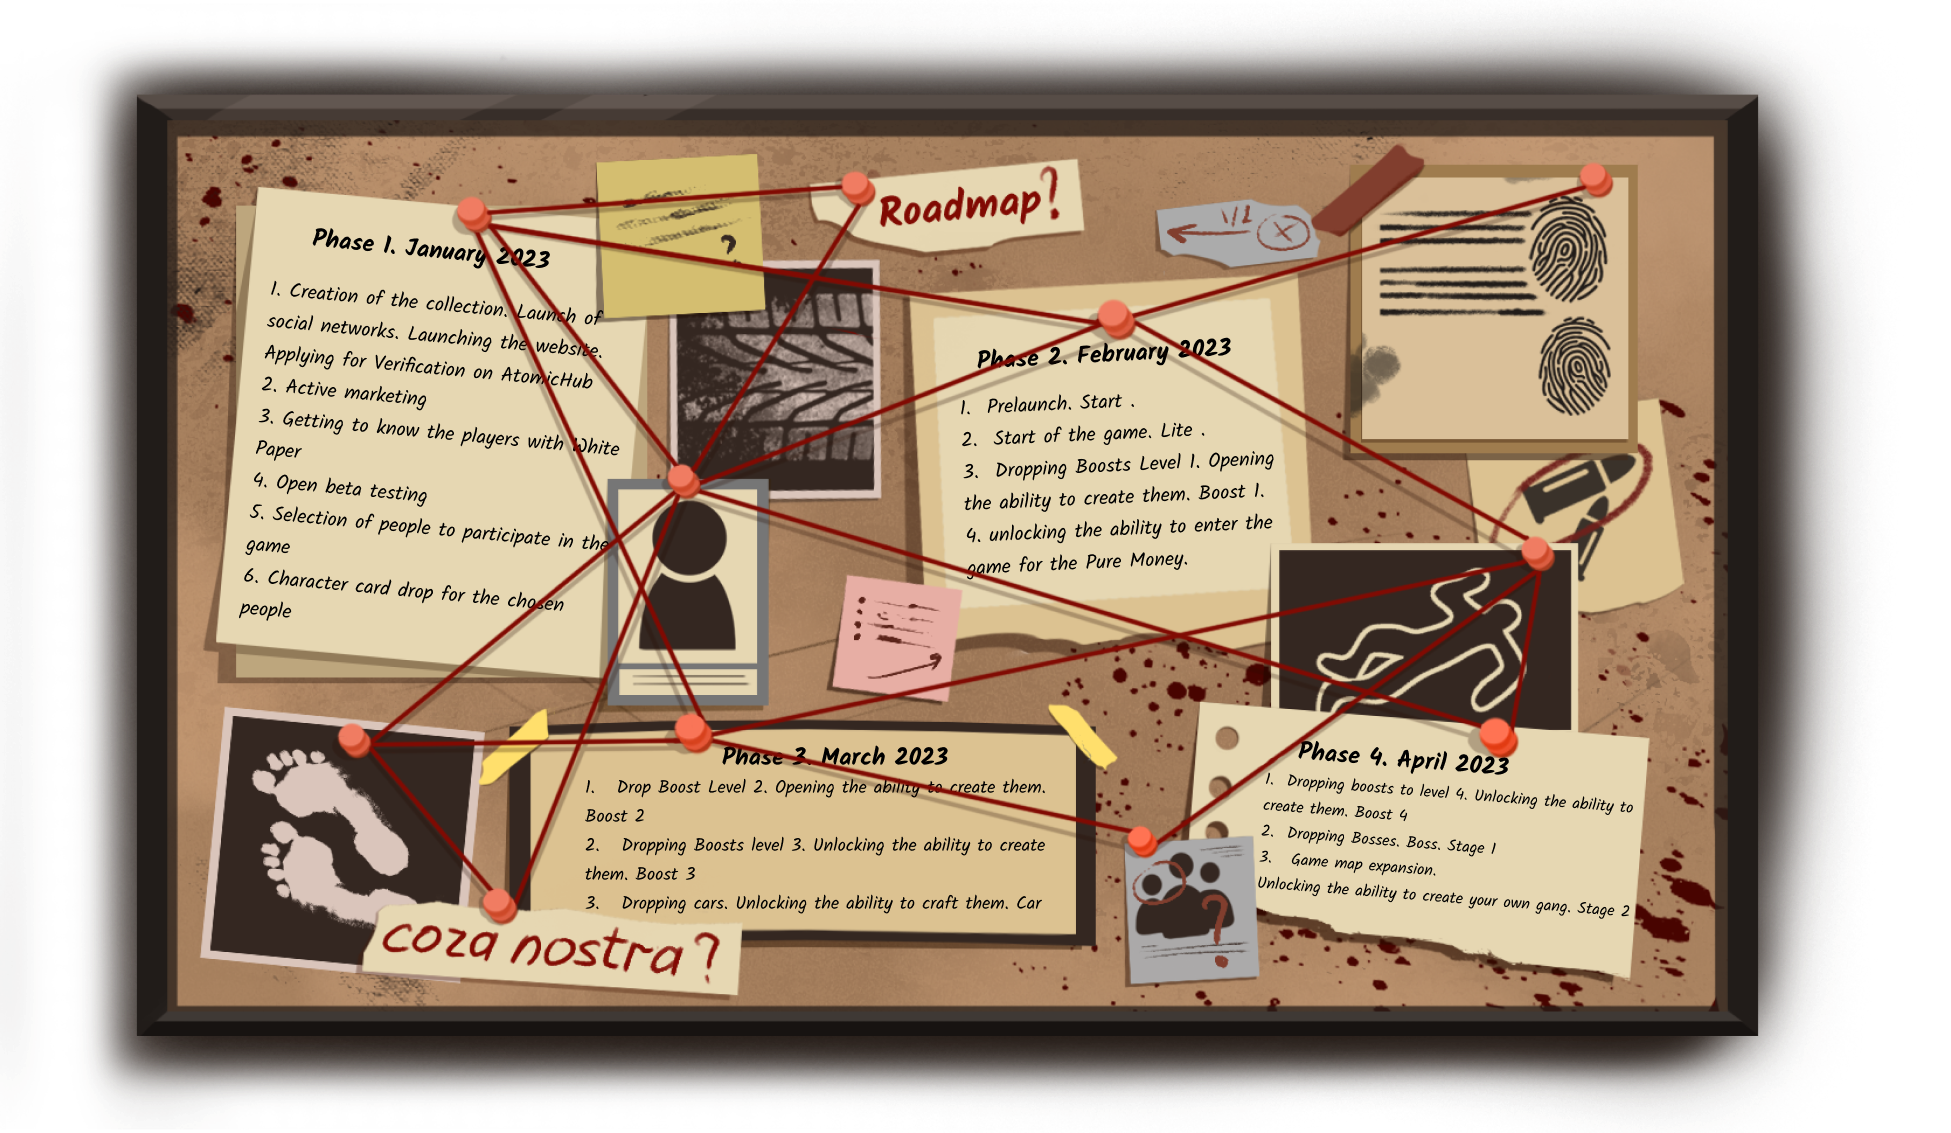 Roadmap?
1/2
?
Phase 1. January 2023
1. Creation of the collection. Launch of
social networks. Launching the website.
Applying for Verification on AtomicHub
2. Active marketing
3. Getting to know the players with White
Paper
4. Open beta testing
5. Selection of people to participate in the
game
6. Character card drop for the chosen
people
Phase 2. February 2023
1. Prelaunch. Start .
2. Start of the game. Lite .
3. Dropping Boosts Level 1. Opening
the ability to create them. Boost 1.
4. unlocking the ability to enter the
game for the Pure Money.
Phase 3. March 2023
1. Drop Boost Level 2. Opening the ability to create them.
Boost 2
2. Dropping Boosts level 3. Unlocking the ability to create
them. Boost 3
3. Dropping cars. Unlocking the ability to craft them. Car
Phase 4. April 2023
1. Dropping boosts to level 4. Unlocking the ability to
create them. Boost 4
2. Dropping Bosses. Boss. Stage 1
3. Game map expansion.
Unlocking the ability to create your own gang. Stage 2
?
coza nostra?